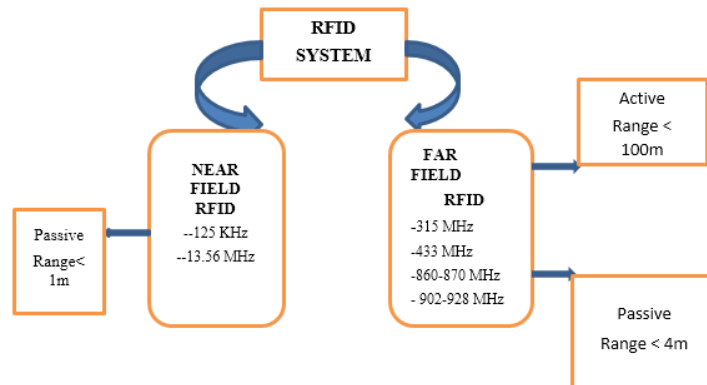 RFID
SYSTEM
NEAR
FIELD
RFID
--125 KHz
--13.56 MHz
Passive
Range<
1m
FAR
FIELD
RFID
-315 MHz
-433 MHz
-860-870 MHz
- 902-928 MHz
Active
Range <
100m
Passive
Range < 4m